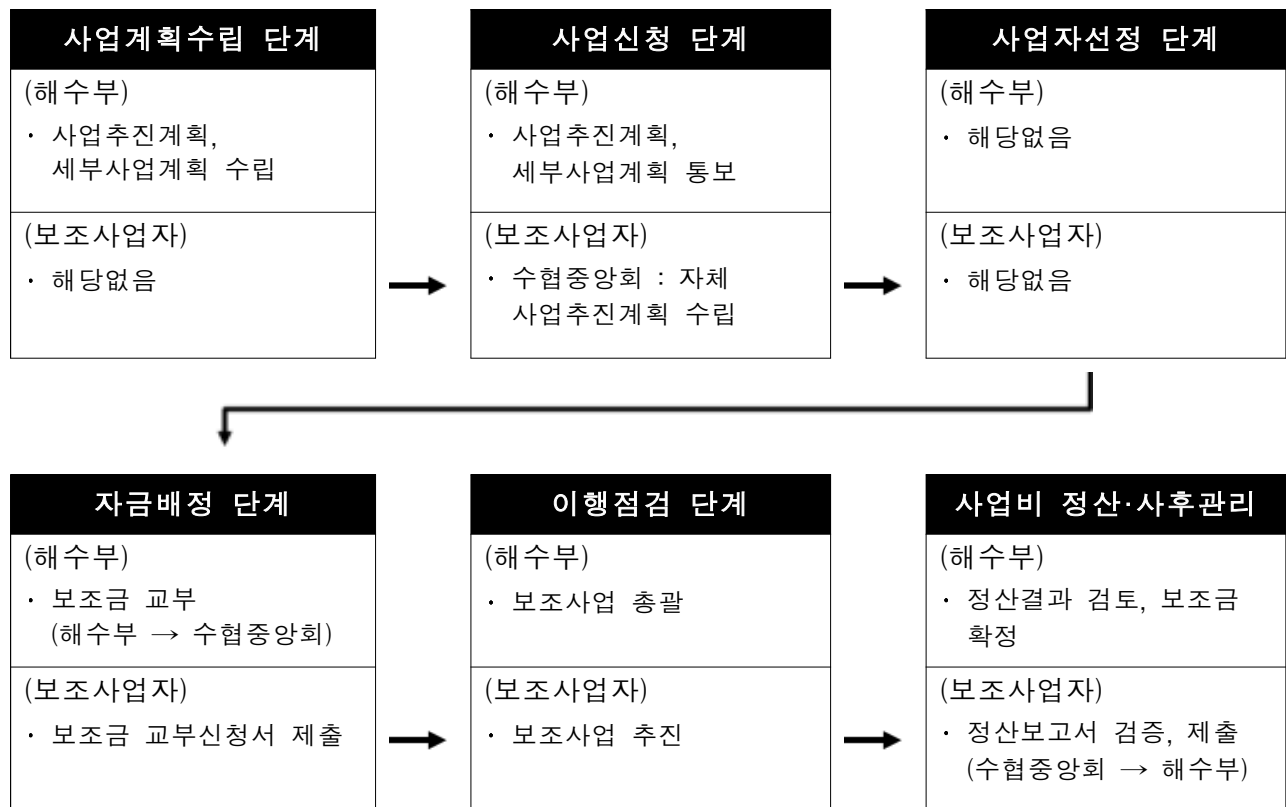 사업계획수립 단계
(해수부)
· 사업추진계획,
세부사업계획 수립
(보조사업자)
· 해당없음
사업신청 단계
(해수부)
· 사업추진계획,
세부사업계획 통보
(보조사업자)
· 수협중앙회 : 자체
사업추진계획 수립
사업자선정 단계
(해수부)
· 해당없음
(보조사업자)
· 해당없음
자금배정 단계
(해수부)
· 보조금 교부
(해수부 → 수협중앙회)
(보조사업자)
· 보조금 교부신청서 제출
이행점검 단계
(해수부)
· 보조사업 총괄
(보조사업자)
· 보조사업 추진
사업비 정산·사후관리
(해수부)
· 정산결과 검토, 보조금
확정
(보조사업자)
· 정산보고서 검증, 제출
(수협중앙회 → 해수부)